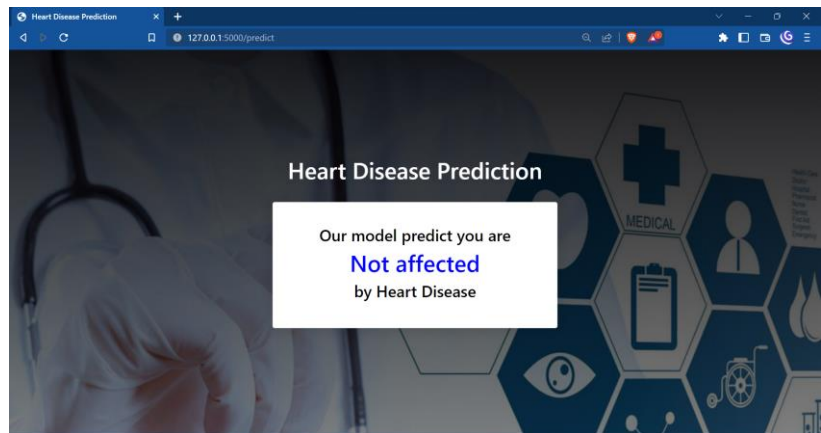 Heart Disease Prediction
127.0.0.1:5000/predict
Heart Disease Prediction
Our model predict you are
Not affected
by Heart Disease
MEDICAL